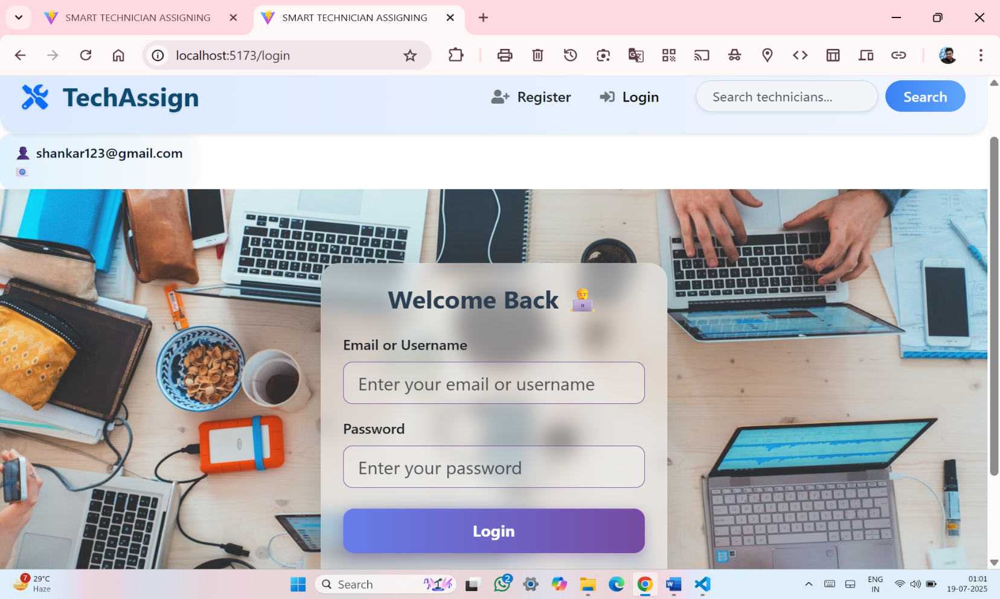 SMART TECHNICIAN ASSIGNING
SMART TECHNICIAN ASSIGNING
localhost:5173/login
TechAssign
Register
Login
Search technicians...
Search
shankar123@gmail.com
Welcome Back
Email or Username
Enter your email or username
Password
Enter your password
Login
7
29°C
Haze
Search
2
ENG
IN
01:01
19-07-2025